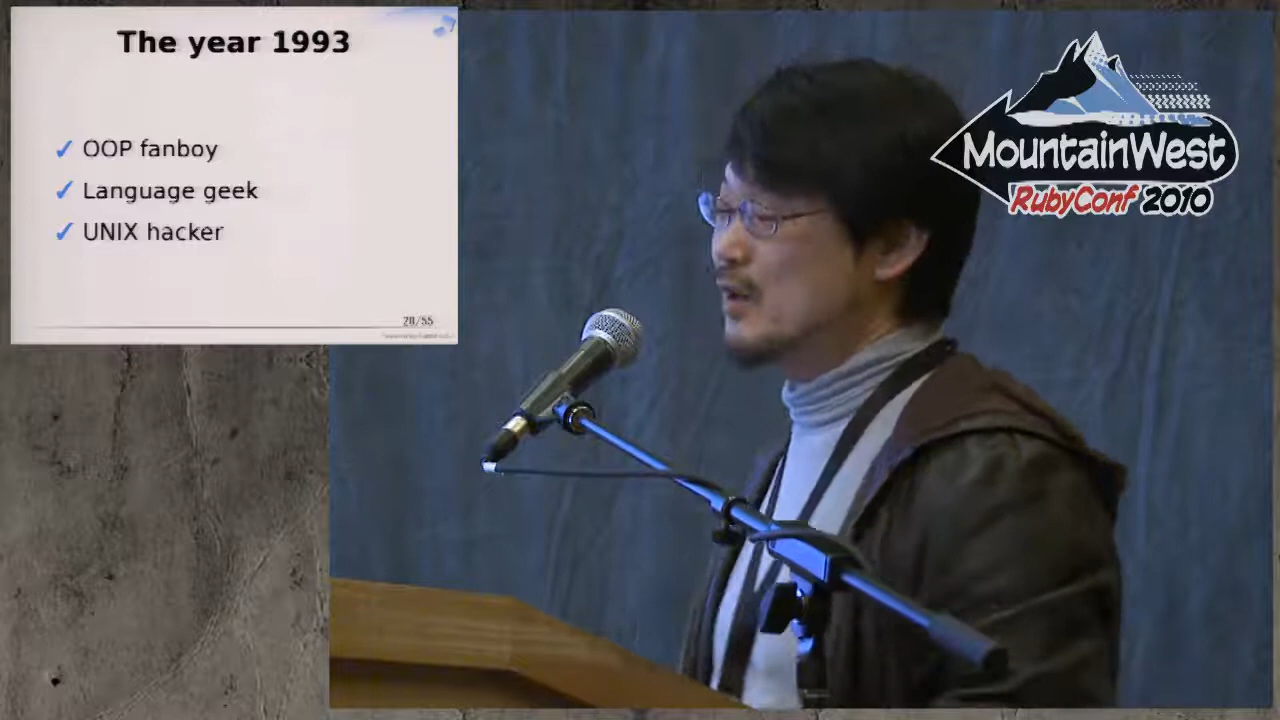 The year 1993
✓ OOP fanboy
✓ Language geek
✓ UNIX hacker
28/55
MountainWest
RubyConf 2010